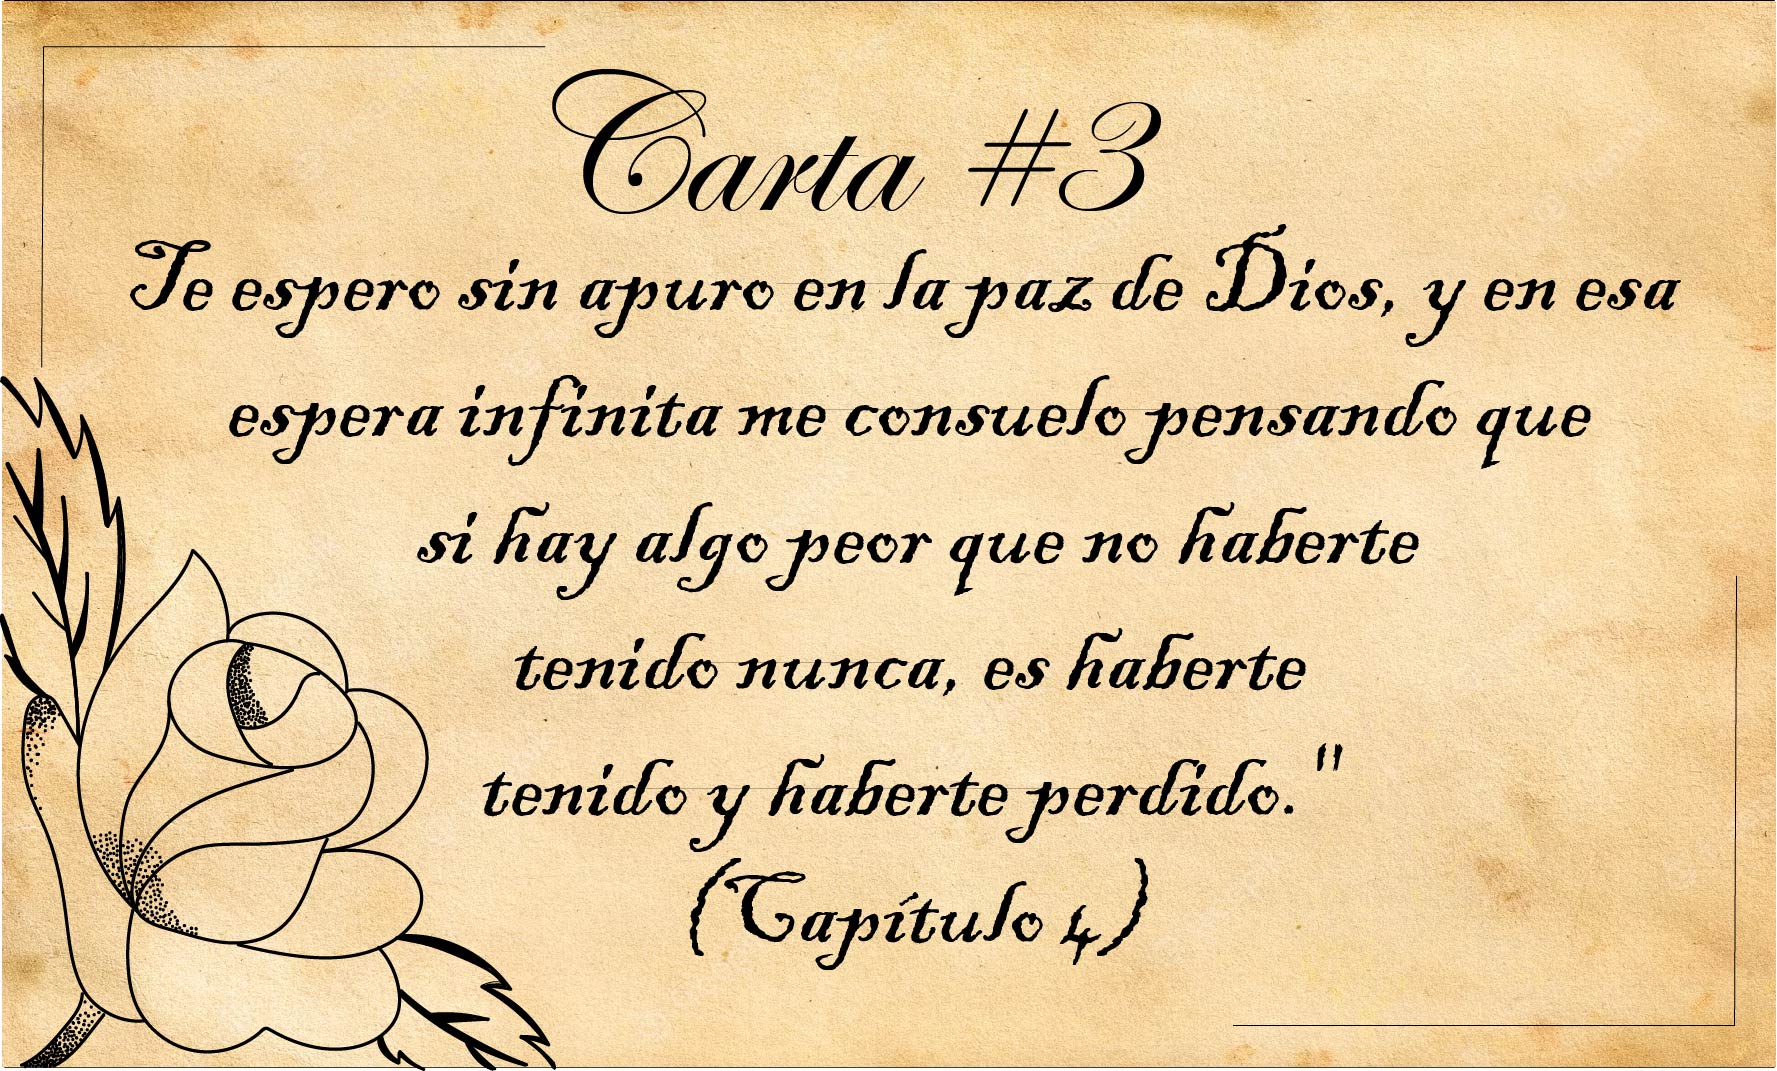 Carta #3
Te espero sin apuro en la paz de Dios, y en esa
espera infinita me consuelo pensando que
si hay algo peor que no haberte
tenido nunca, es haberte
tenido y haberte perdido."
(Capítulo 4)